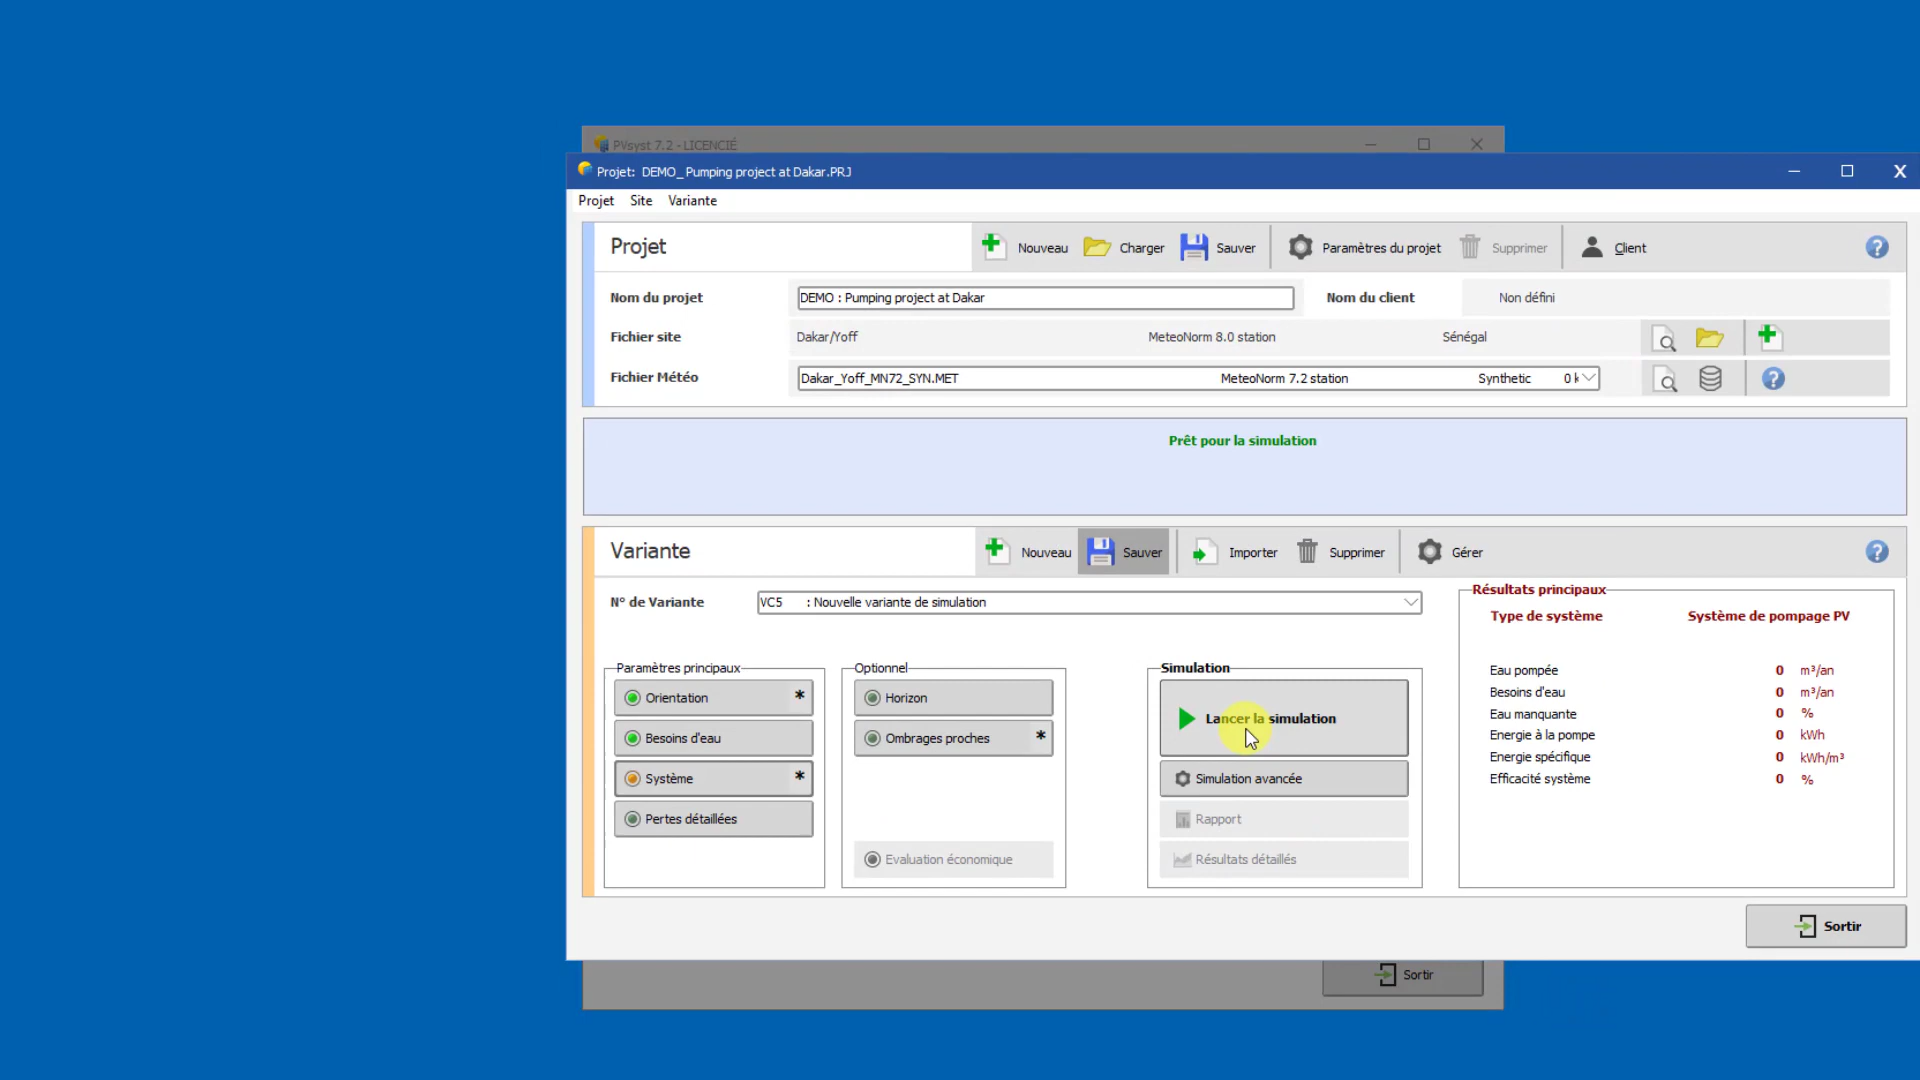 PVsyst 7.2 - LICENCIÉ
Projet: DEMO_ Pumping project at Dakar.PRJ
Projet Site Variante
Projet Nouveau Charger Sauver Paramètres du projet Supprimer Client
Nom du projet DEMO : Pumping project at Dakar Nom du client Non défini
Fichier site Dakar/Yoff MeteoNorm 8.0 station Sénégal
Fichier Météo Dakar_Yoff_MN72_SYN.MET MeteoNorm 7.2 station Synthetic 0 k
Prêt pour la simulation
Variante Nouveau Sauver Importer Supprimer Gérer
N° de Variante VC5 : Nouvelle variante de simulation
Résultats principaux
Type de système Système de pompage PV
Eau pompée 0 m³/an
Besoins d'eau 0 m³/an
Eau manquante 0 %
Energie à la pompe 0 kWh
Energie spécifique 0 kWh/m³
Efficacité système 0 %
Paramètres principaux
Orientation *
Besoins d'eau
Système *
Pertes détaillées
Optionnel
Horizon
Ombrages proches *
Evaluation économique
Simulation
Lancer la simulation
Simulation avancée
Rapport
Résultats détaillés
Sortir
Sortir